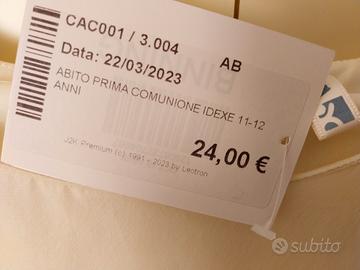 CAC001 / 3.004
AB
Data: 22/03/2023
ABITO PRIMA COMUNIONE IDEXE 11-12
ANNI
24,00 €
J2K Premium (c) 1991 - 2023 by Lectron
subito